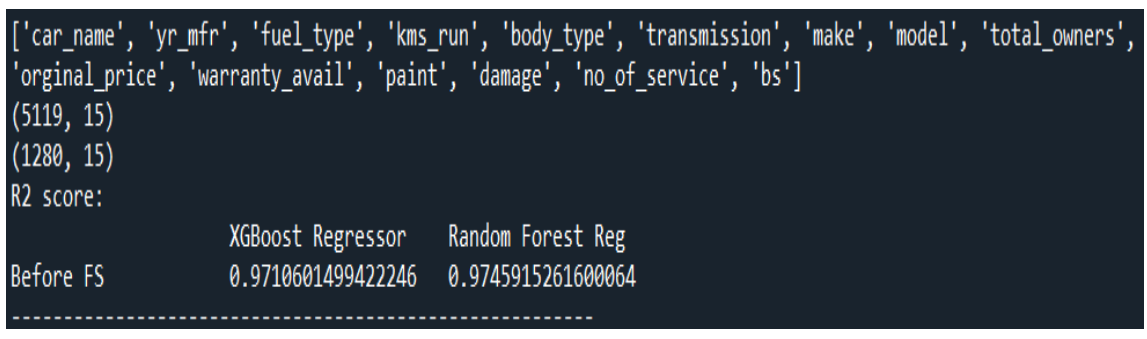 ['car_name', 'yr_mfr', 'fuel_type', 'kms_run', 'body_type', 'transmission', 'make', 'model', 'total_owners',
'orginal_price', 'warranty_avail', 'paint', 'damage', 'no_of_service', 'bs']
(5119, 15)
(1280, 15)
R2 score:
XGBoost Regressor Random Forest Reg
Before FS 0.9710601499422246 0.9745915261600064
--------------------------------------------------------